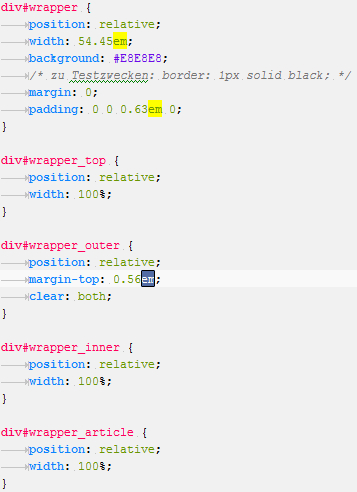 div#wrapper {
position: relative;
width: 54.45em;
background: #E8E8E8;
/* zu Testzwecken: border: 1px solid black; */
margin: 0;
padding: 0 0 0.63em 0;
}
div#wrapper_top {
position: relative;
width: 100%;
}
div#wrapper_outer {
position: relative;
margin-top: 0.56em;
clear: both;
}
div#wrapper_inner {
position: relative;
width: 100%;
}
div#wrapper_article {
position: relative;
width: 100%;
}